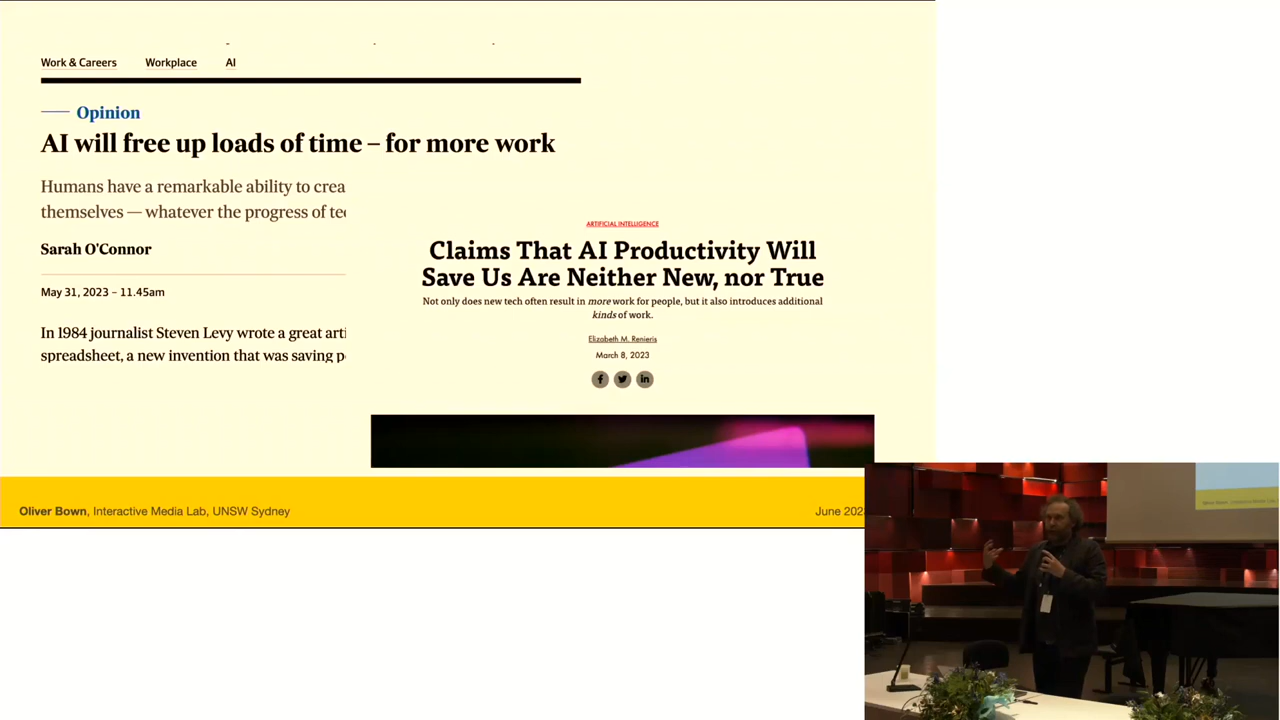 Work & Careers Workplace AI
Opinion
AI will free up loads of time – for more work
Humans have a remarkable ability to crea
themselves — whatever the progress of te
Sarah O'Connor
May 31, 2023 – 11.45am
In 1984 journalist Steven Levy wrote a great arti
spreadsheet, a new invention that was saving p
ARTIFICIAL INTELLIGENCE
Claims That AI Productivity Will
Save Us Are Neither New, nor True
Not only does new tech often result in more work for people, but it also introduces additional
kinds of work.
Elizabeth M. Renieris
March 8, 2023
Oliver Bown, Interactive Media Lab, UNSW Sydney
June 202